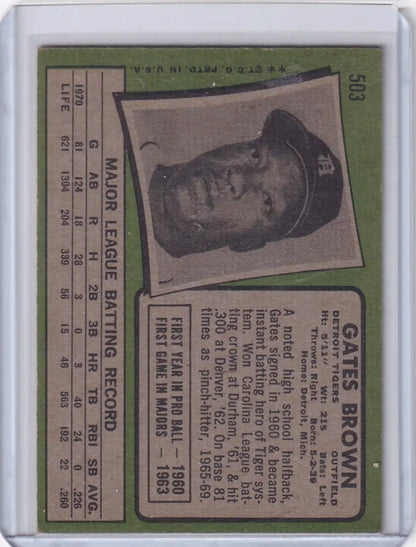 503
GATES BROWN
DETROIT TIGERS OUTFIELD
Ht: 5'11" Wt: 215 Bats: Left
Throws: Right Born: 5-2-39
Home: Detroit, Mich.
A noted high school halfback,
Gates signed in 1960 & became
instant batting hero of Tiger sys-
tem. Won Carolina League bat-
ting crown at Durham, '61, & hit
.300 at Denver, '62. On base 81
times as pinch-hitter, 1965-69.
FIRST YEAR IN PRO BALL — 1960
FIRST GAME IN MAJORS — 1963
**©T.C.G. PRTD. IN U.S.A.
MAJOR LEAGUE BATTING RECORD
G AB R H 2B 3B HR TB RBI SB AVG.
1970 81 124 18 28 3 0 3 40 24 0 .226
LIFE 621 1304 204 339 56 15 46 563 192 22 .260